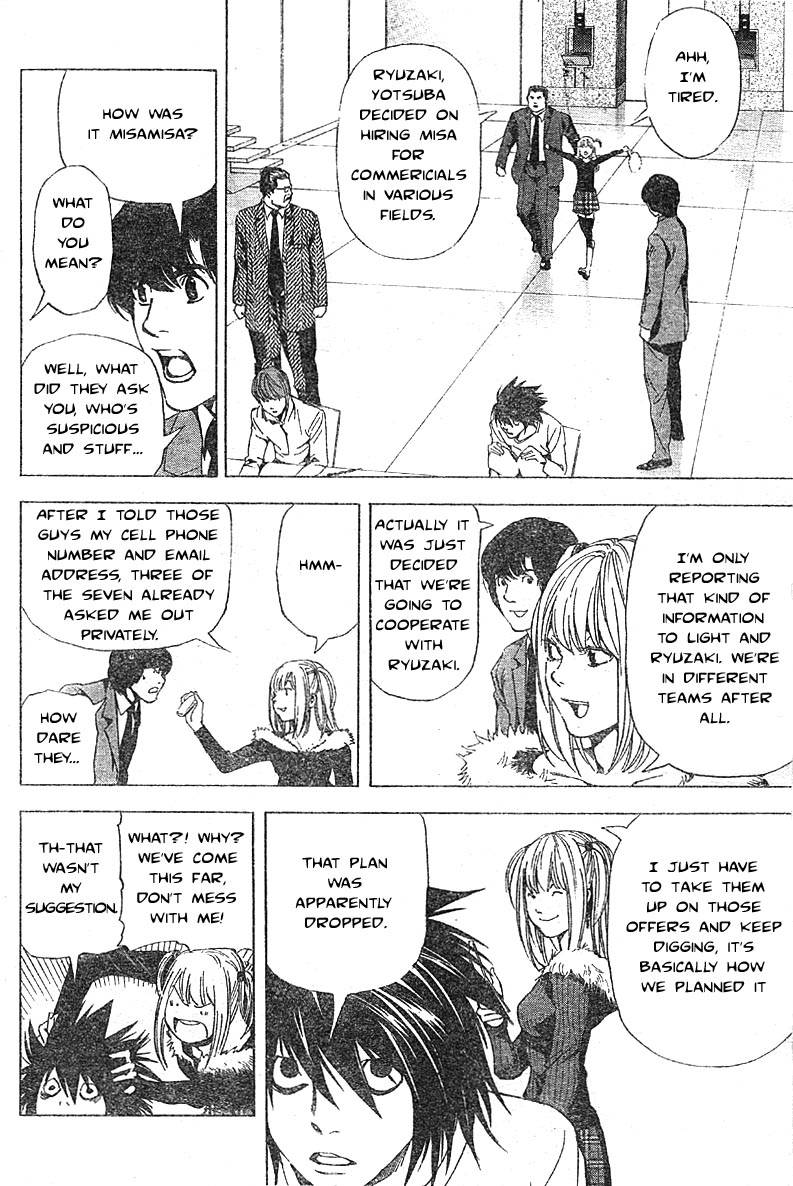 AHH,
I'M
TIRED.
RYUZAKI,
YOTSUBA
DECIDED ON
HIRING MISA
FOR
COMMERICIALS
IN VARIOUS
FIELDS.
HOW WAS
IT MISAMISA?
WHAT
DO
YOU
MEAN?
WELL, WHAT
DID THEY ASK
YOU, WHO'S
SUSPICIOUS
AND STUFF...
I'M ONLY
REPORTING
THAT KIND OF
INFORMATION
TO LIGHT AND
RYUZAKI. WE'RE
IN DIFFERENT
TEAMS AFTER
ALL.
ACTUALLY IT
WAS JUST
DECIDED
THAT WE'RE
GOING TO
COOPERATE
WITH
RYUZAKI.
HMM-
AFTER I TOLD THOSE
GUYS MY CELL PHONE
NUMBER AND EMAIL
ADDRESS, THREE OF
THE SEVEN ALREADY
ASKED ME OUT
PRIVATELY.
HOW
DARE
THEY...
I JUST HAVE
TO TAKE THEM
UP ON THOSE
OFFERS AND KEEP
DIGGING, IT'S
BASICALLY HOW
WE PLANNED IT
THAT PLAN
WAS
APPARENTLY
DROPPED.
WHAT?! WHY?
WE'VE COME
THIS FAR,
DON'T MESS
WITH ME!
TH-THAT
WASN'T
MY
SUGGESTION.